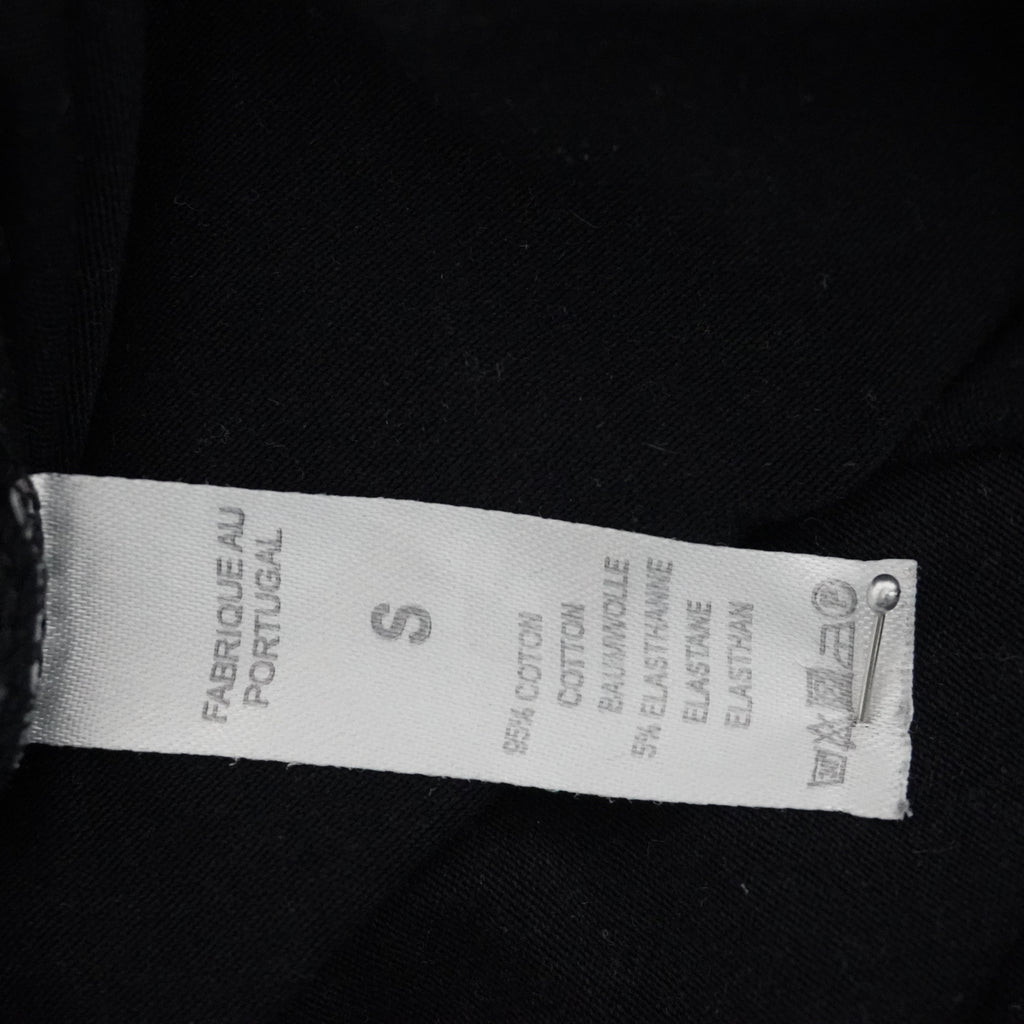 FABRIQUE AU
PORTUGAL
S
95% COTON
COTTON
BAUMWOLLE
5% ELASTHANNE
ELASTANE
ELASTHAN